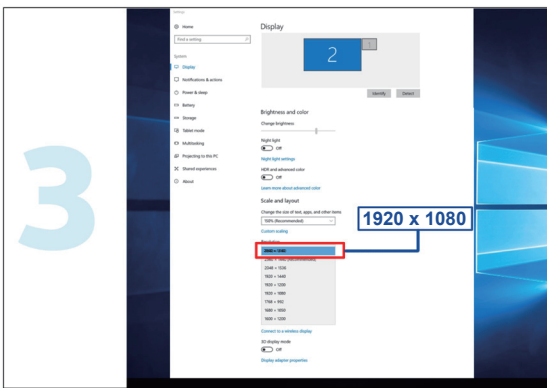 Settings
3
Home
Find a setting
System
Display
Notifications & actions
Power & sleep
Battery
Storage
Tablet mode
Multitasking
Projecting to this PC
Shared experiences
About
Display
2
1
Identify
Detect
Brightness and color
Change brightness
Night light
Off
Night light settings
HDR and advanced color
Off
Learn more about advanced color
Scale and layout
Change the size of text, apps, and other items
100% (Recommended)
Custom scaling
Resolution
1920 x 1080
2048 × 1536
1920 × 1440
1920 × 1200
1920 × 1080
1680 × 1050
1600 × 1200
Connect to a wireless display
3D display mode
Off
Display adapter properties